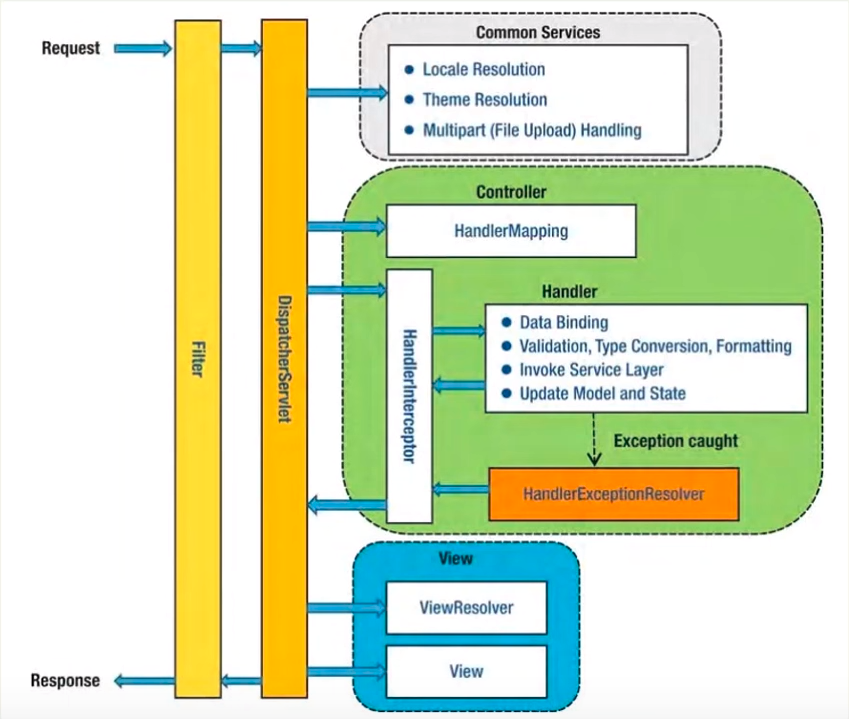 Request
Filter
DispatcherServlet
Common Services
Locale Resolution
Theme Resolution
Multipart (File Upload) Handling
Controller
HandlerMapping
HandlerInterceptor
Handler
Data Binding
Validation, Type Conversion, Formatting
Invoke Service Layer
Update Model and State
Exception caught
HandlerExceptionResolver
View
ViewResolver
View
Response